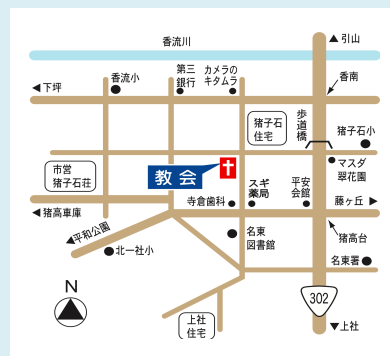 香流川
▲引山
香流小
第三
銀行
カメラの
キタムラ
香南
◀下坪
猪子石
住宅
歩道橋
猪子石小
市営
猪子石荘
教会
マスダ
翠花園
スギ
薬局
平安
会館
寺倉歯科
藤ヶ丘▶
◀猪高車庫
◀平和公園
名東
図書館
猪高台
北一社小
名東署
N
302
上社
住宅
▼上社